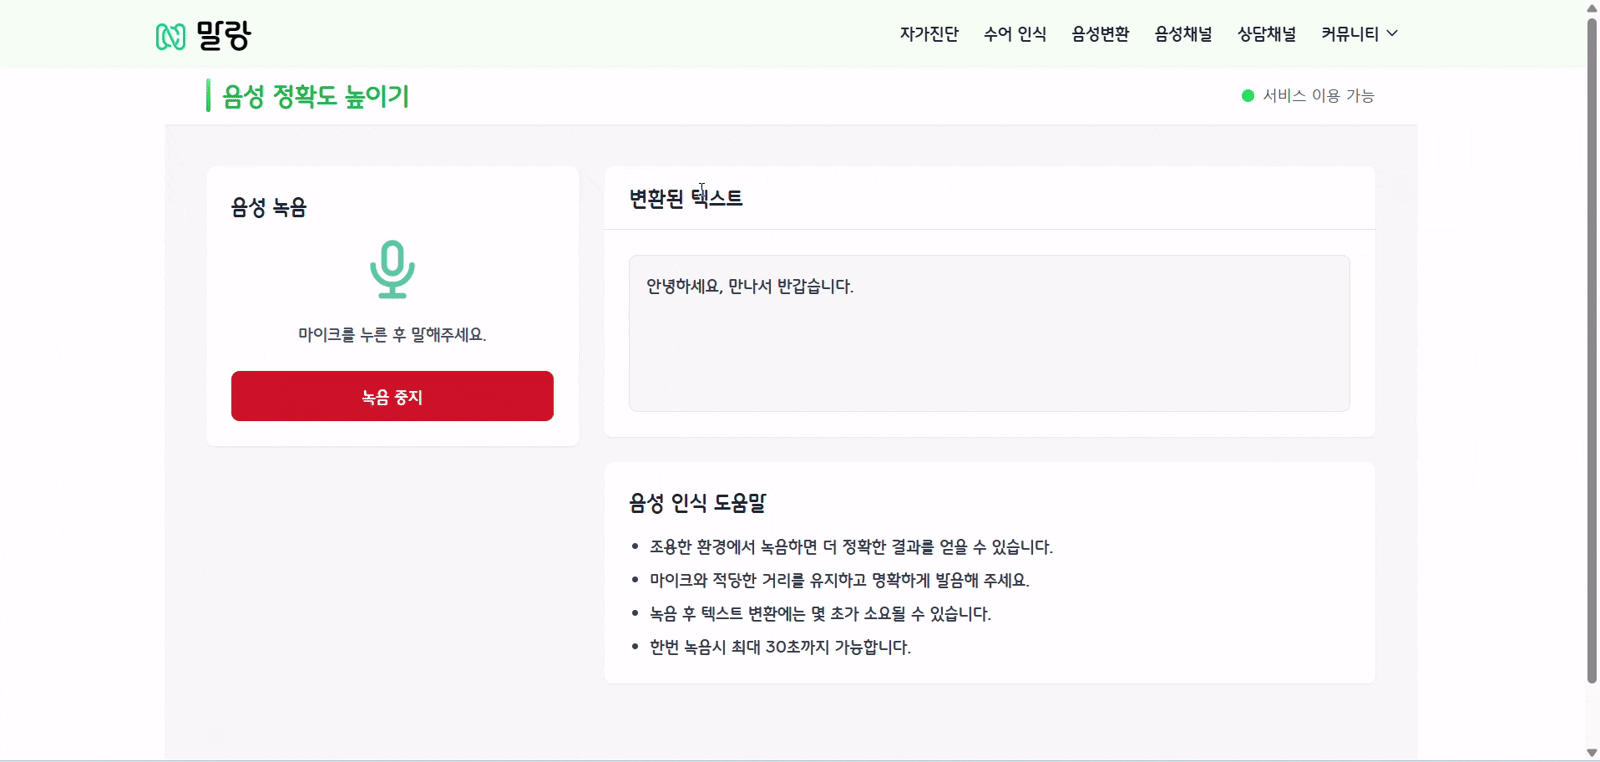 말랑
자가진단 수어 인식 음성변환 음성채널 상담채널 커뮤니티
음성 정확도 높이기
서비스 이용 가능
음성 녹음
마이크를 누른 후 말해주세요.
녹음 중지
변환된 텍스트
안녕하세요, 만나서 반갑습니다.
음성 인식 도움말
• 조용한 환경에서 녹음하면 더 정확한 결과를 얻을 수 있습니다.
• 마이크와 적당한 거리를 유지하고 명확하게 발음해 주세요.
• 녹음 후 텍스트 변환에는 몇 초가 소요될 수 있습니다.
• 한번 녹음시 최대 30초까지 가능합니다.